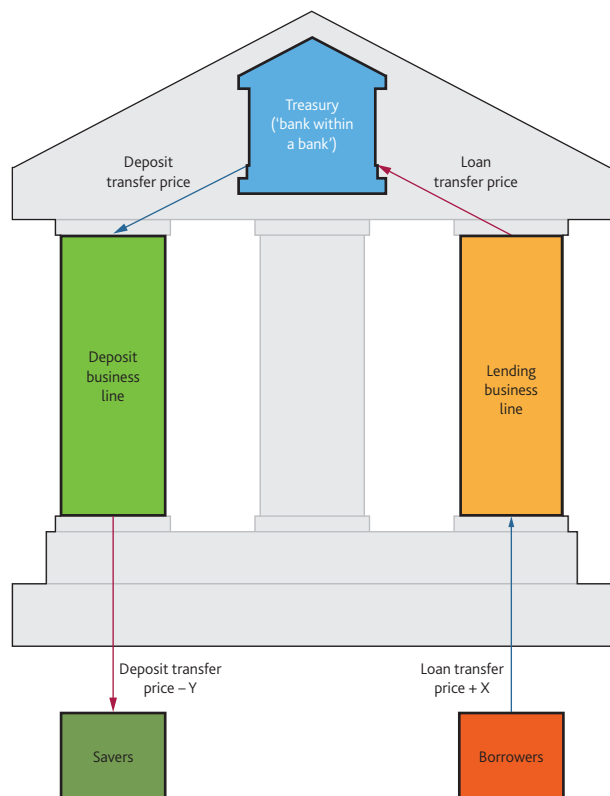 Treasury
('bank within
a bank')
Deposit
transfer price
Loan
transfer price
Deposit
business
line
Lending
business
line
Deposit transfer
price – Y
Loan transfer
price + X
Savers
Borrowers